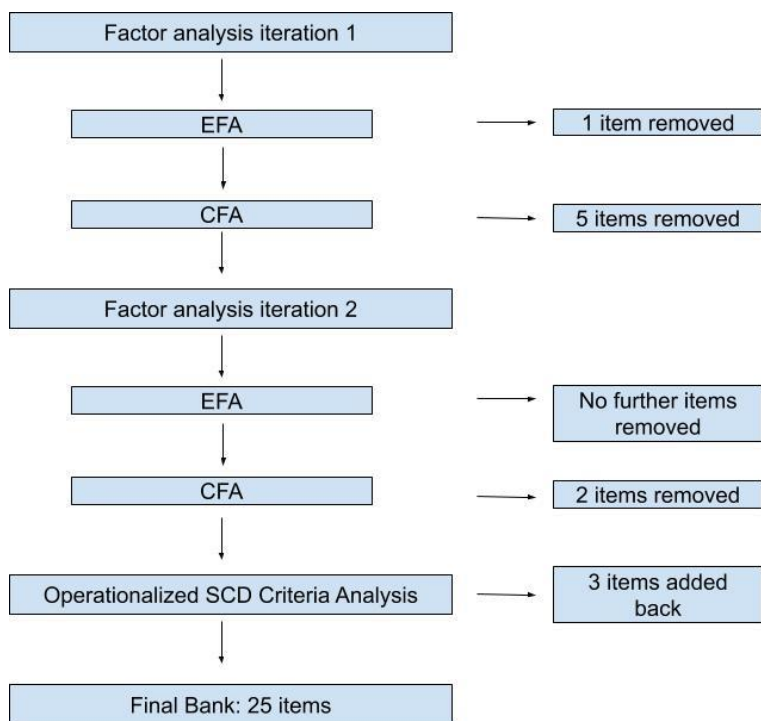 Factor analysis iteration 1
EFA
1 item removed
CFA
5 items removed
Factor analysis iteration 2
EFA
No further items
removed
CFA
2 items removed
Operationalized SCD Criteria Analysis
3 items added
back
Final Bank: 25 items